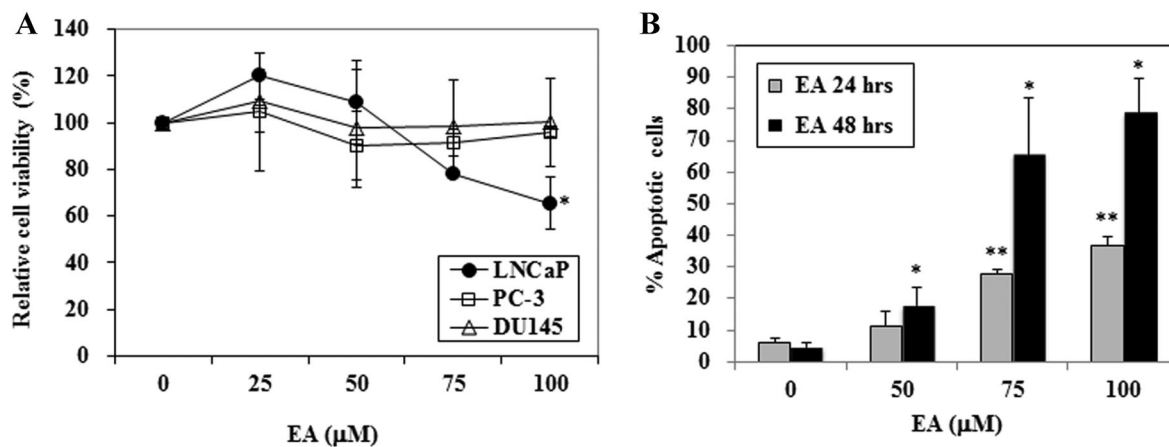 A
Relative cell viability (%)
140
120
100
80
60
40
20
0
*
LNCaP
PC-3
DU145
0 25 50 75 100
EA (μM)
B
% Apoptotic cells
100%
90
80
70
60
50
40
30
20
10
0
EA 24 hrs
EA 48 hrs
*
**
*
**
*
0 50 75 100
EA (μM)